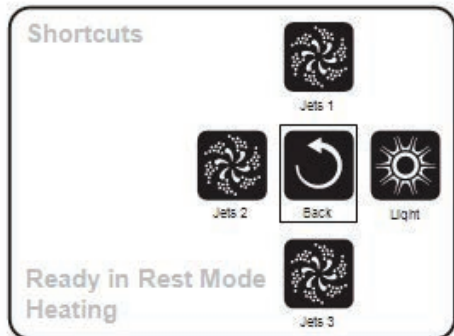 Shortcuts
Jets 1
Jets 2
Back
Light
Ready in Rest Mode
Heating
Jets 3